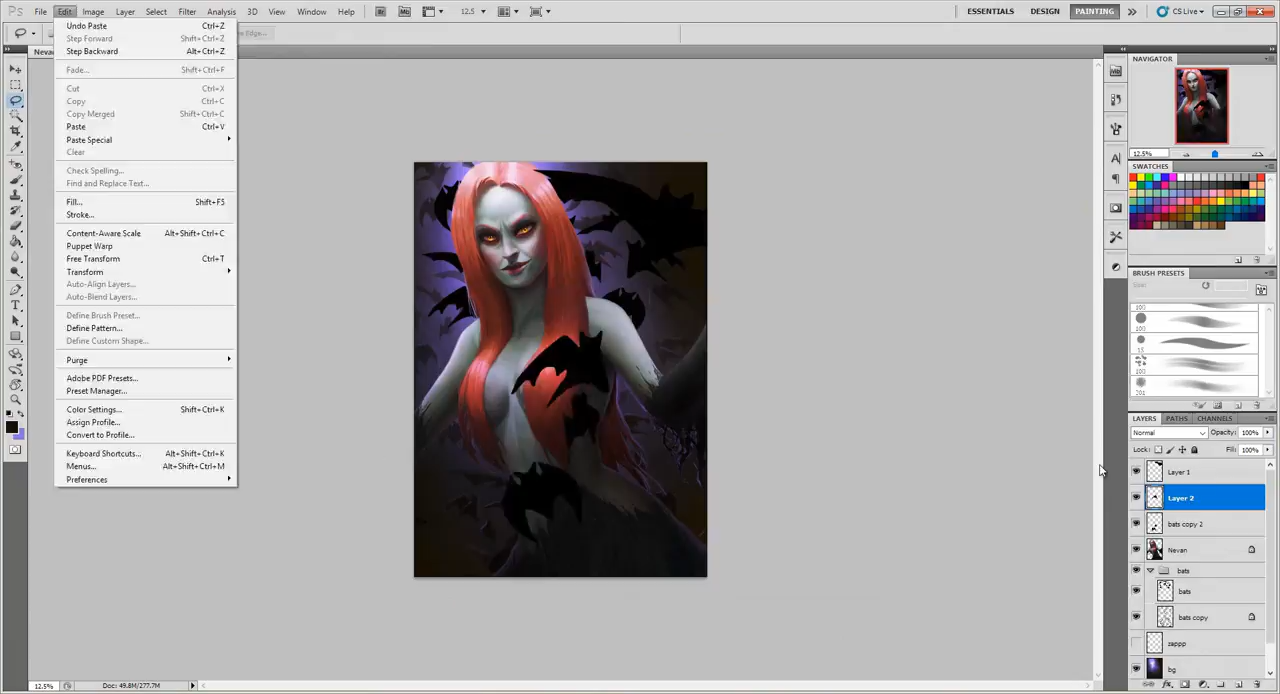 Ps File Edit Image Layer Select Filter Analysis 3D View Window Help 12.5 ESSENTIALS DESIGN PAINTING CS Live
Undo Paste Ctrl+Z
Step Forward Shift+Ctrl+Z
Step Backward Alt+Ctrl+Z
Fade... Shift+Ctrl+F
Cut Ctrl+X
Copy Ctrl+C
Copy Merged Shift+Ctrl+C
Paste Ctrl+V
Paste Special
Clear
Check Spelling...
Find and Replace Text...
Fill... Shift+F5
Stroke...
Content-Aware Scale Alt+Shift+Ctrl+C
Puppet Warp
Free Transform Ctrl+T
Transform
Auto-Align Layers...
Auto-Blend Layers...
Define Brush Preset...
Define Pattern...
Define Custom Shape...
Purge
Adobe PDF Presets...
Preset Manager...
Color Settings... Shift+Ctrl+K
Assign Profile...
Convert to Profile...
Keyboard Shortcuts... Alt+Shift+Ctrl+K
Menus... Alt+Shift+Ctrl+M
Preferences
NAVIGATOR
12.5%
SWATCHES
BRUSH PRESETS
LAYERS PATHS CHANNELS
Normal Opacity: 100%
Lock: Fill: 100%
Layer 1
Layer 2
bats copy 2
Nevan
bats
bats
bats copy
zappp
bg
12.5% Doc: 49.8M/277.7M